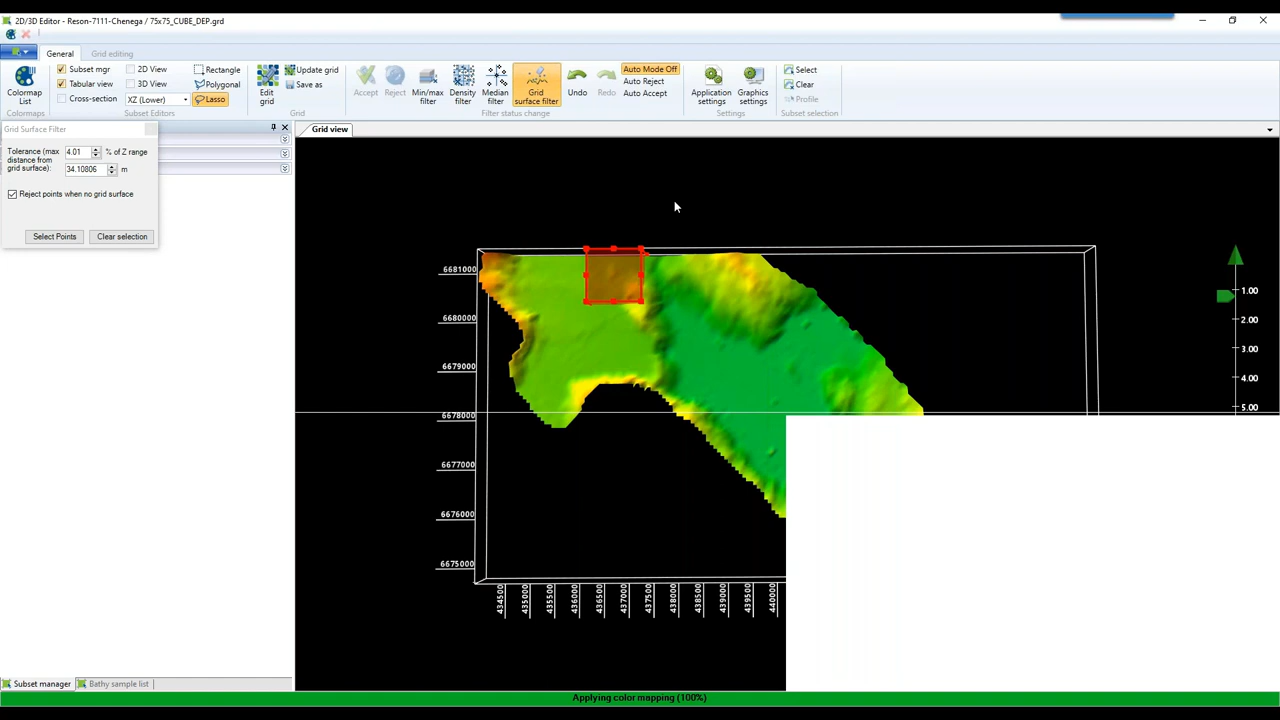 2D/3D Editor - Reson-7111-Chenega / 75x75_CUBE_DEP.grd
General Grid editing
Colormap List
Colormaps
Subset mgr 2D View Rectangle
Tabular view 3D View Polygonal
Cross-section XZ (Lower) Lasso
Subset Editors
Edit grid
Update grid
Save as
Grid
Accept Reject Min/max filter Density filter Median filter Grid surface filter Undo Redo
Auto Mode Off
Auto Reject
Auto Accept
Filter status change
Application settings Graphics settings
Settings
Select
Clear
Profile
Subset selection
Grid Surface Filter
Tolerance (max distance from grid surface): 4.01 % of Z range
34.10806 m
Reject points when no grid surface
Select Points Clear selection
Grid view
6681000
6680000
6679000
6678000
6677000
6676000
6675000
1.00
2.00
3.00
4.00
5.00
434500 435000 435500 436000 436500 437000 437500 438000 439000 439500 440000
Subset manager Bathy sample list
Applying color mapping (100%)